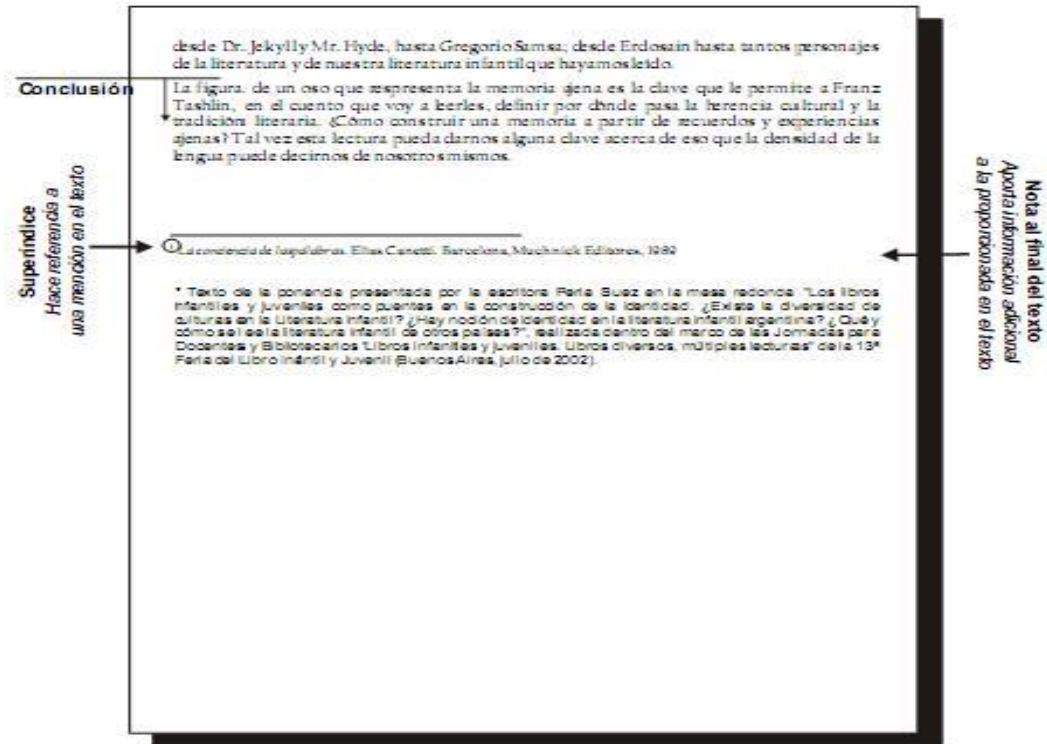 desde Dr. Jekyll y Mr. Hyde, hasta Gregorio Samsa; desde Erdosain hasta tantos personajes
de la literatura y de nuestra literatura infantil que hayamos leído.
Conclusión
La figura de un oso que respresenta la memoria ajena es la clave que le permite a Franz
Tashlin, en el cuento que voy a leerles, definir por dónde pasa la herencia cultural y la
tradición literaria. ¿Cómo construir una memoria a partir de recuerdos y experiencias
ajenas? Tal vez esta lectura pueda darnos alguna clave acerca de eso que la densidad de la
lengua puede decirnos de nosotros mismos.
Superíndice
Hace referencia a
una mención en el texto
La conciencia de las palabras. Elías Canetti. Barcelona, Muchnick Editores, 1989
* Texto de la ponencia presentada por la escritora Perla Suez en la mesa redonda "Los libros
infantiles y juveniles como puentes en la construcción de la identidad. ¿Existe la diversidad de
culturas en la Literatura Infantil? ¿Hay noción de identidad en la literatura infantil argentina? ¿Qué y
cómo se lee la literatura infantil de otros países?", realizada dentro del marco de las Jornadas para
Docentes y Bibliotecarios "Libros infantiles y juveniles. Libros diversos, múltiples lecturas" de la 13ª
Feria del Libro Infantil y Juvenil (Buenos Aires, julio de 2002).
Nota al final del texto
Aporta información adicional
a la proporcionada en el texto